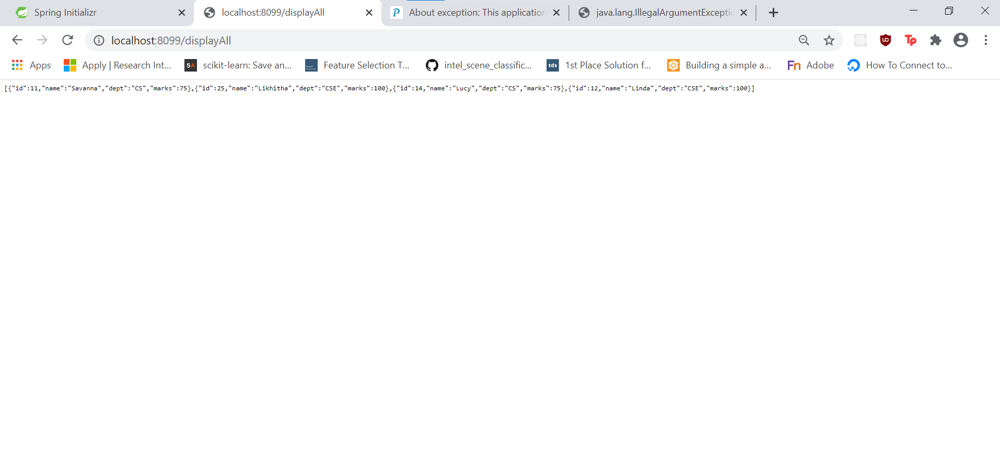 Spring Initializr localhost:8099/displayAll About exception: This application java.lang.IllegalArgumentExceptic
localhost:8099/displayAll
Apps Apply | Research Int... SA scikit-learn: Save an... Feature Selection T... intel_scene_classific... tds 1st Place Solution f... Building a simple a... Fn Adobe How To Connect to...
[{"id":11,"name":"Savanna","dept":"CS","marks":75},{"id":25,"name":"Likhitha","dept":"CSE","marks":100},{"id":14,"name":"Lucy","dept":"CS","marks":75},{"id":12,"name":"Linda","dept":"CSE","marks":100}]